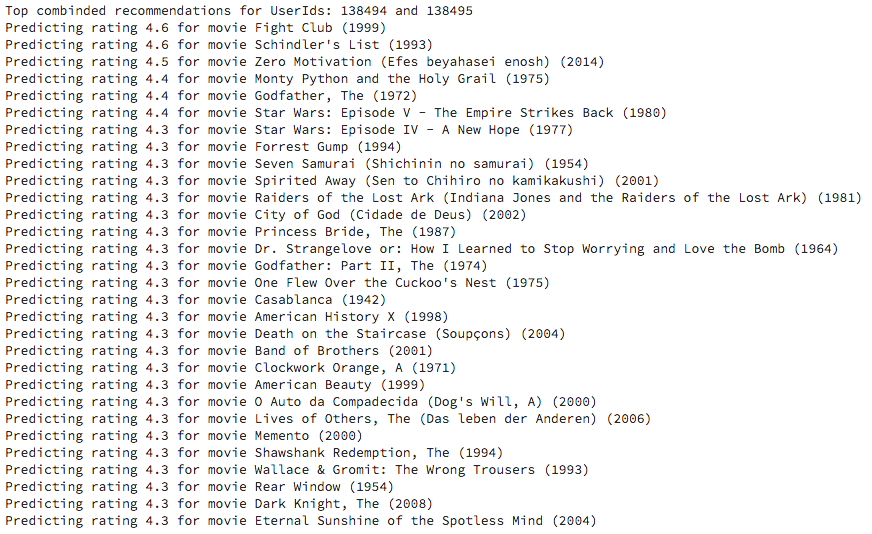 Top combinded recommendations for UserIds: 138494 and 138495
Predicting rating 4.6 for movie Fight Club (1999)
Predicting rating 4.6 for movie Schindler's List (1993)
Predicting rating 4.5 for movie Zero Motivation (Efes beyahasei enosh) (2014)
Predicting rating 4.4 for movie Monty Python and the Holy Grail (1975)
Predicting rating 4.4 for movie Godfather, The (1972)
Predicting rating 4.4 for movie Star Wars: Episode V - The Empire Strikes Back (1980)
Predicting rating 4.3 for movie Star Wars: Episode IV - A New Hope (1977)
Predicting rating 4.3 for movie Forrest Gump (1994)
Predicting rating 4.3 for movie Seven Samurai (Shichinin no samurai) (1954)
Predicting rating 4.3 for movie Spirited Away (Sen to Chihiro no kamikakushi) (2001)
Predicting rating 4.3 for movie Raiders of the Lost Ark (Indiana Jones and the Raiders of the Lost Ark) (1981)
Predicting rating 4.3 for movie City of God (Cidade de Deus) (2002)
Predicting rating 4.3 for movie Princess Bride, The (1987)
Predicting rating 4.3 for movie Dr. Strangelove or: How I Learned to Stop Worrying and Love the Bomb (1964)
Predicting rating 4.3 for movie Godfather: Part II, The (1974)
Predicting rating 4.3 for movie One Flew Over the Cuckoo's Nest (1975)
Predicting rating 4.3 for movie Casablanca (1942)
Predicting rating 4.3 for movie American History X (1998)
Predicting rating 4.3 for movie Death on the Staircase (Soupçons) (2004)
Predicting rating 4.3 for movie Band of Brothers (2001)
Predicting rating 4.3 for movie Clockwork Orange, A (1971)
Predicting rating 4.3 for movie American Beauty (1999)
Predicting rating 4.3 for movie O Auto da Compadecida (Dog's Will, A) (2000)
Predicting rating 4.3 for movie Lives of Others, The (Das leben der Anderen) (2006)
Predicting rating 4.3 for movie Memento (2000)
Predicting rating 4.3 for movie Shawshank Redemption, The (1994)
Predicting rating 4.3 for movie Wallace & Gromit: The Wrong Trousers (1993)
Predicting rating 4.3 for movie Rear Window (1954)
Predicting rating 4.3 for movie Dark Knight, The (2008)
Predicting rating 4.3 for movie Eternal Sunshine of the Spotless Mind (2004)